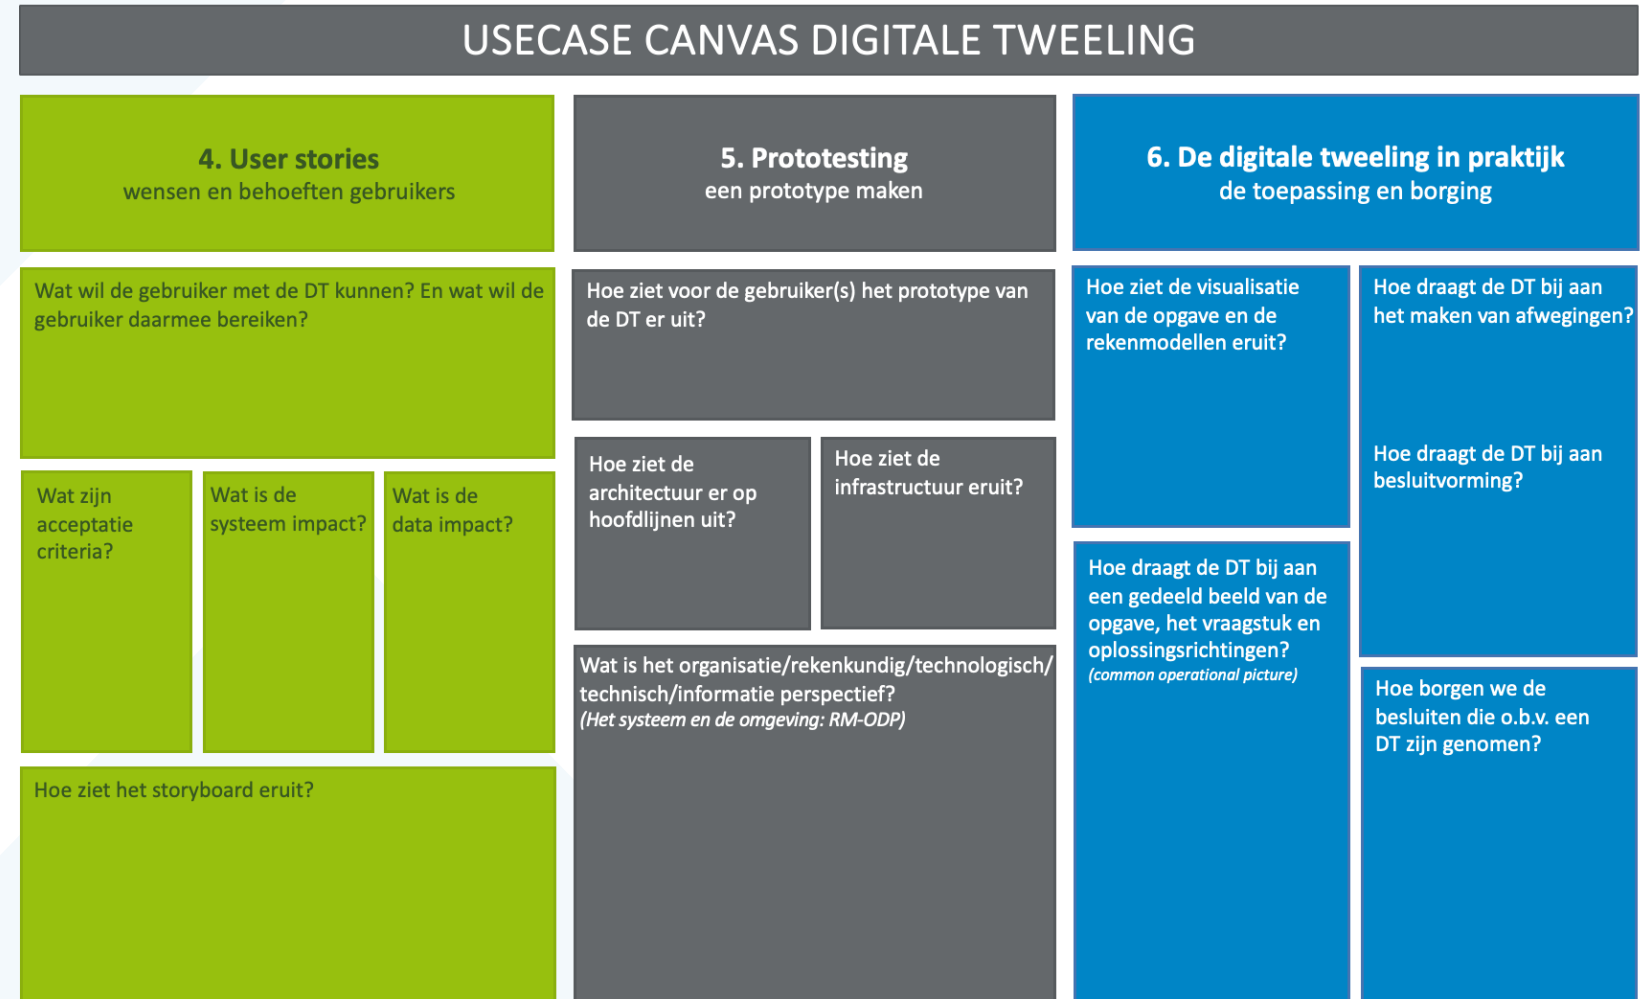 USECASE CANVAS DIGITALE TWEELING
4. User stories
wensen en behoeften gebruikers
Wat wil de gebruiker met de DT kunnen? En wat wil de
gebruiker daarmee bereiken?
Wat zijn
acceptatie
criteria?
Wat is de
systeem impact?
Wat is de
data impact?
Hoe ziet het storyboard eruit?
5. Prototesting
een prototype maken
Hoe ziet voor de gebruiker(s) het prototype van
de DT er uit?
Hoe ziet de
architectuur er op
hoofdlijnen uit?
Hoe ziet de
infrastructuur eruit?
Wat is het organisatie/rekenkundig/technologisch/
technisch/informatie perspectief?
(Het systeem en de omgeving: RM-ODP)
6. De digitale tweeling in praktijk
de toepassing en borging
Hoe ziet de visualisatie
van de opgave en de
rekenmodellen eruit?
Hoe draagt de DT bij aan
een gedeeld beeld van de
opgave, het vraagstuk en
oplossingsrichtingen?
(common operational picture)
Hoe draagt de DT bij aan
het maken van afwegingen?
Hoe draagt de DT bij aan
besluitvorming?
Hoe borgen we de
besluiten die o.b.v. een
DT zijn genomen?